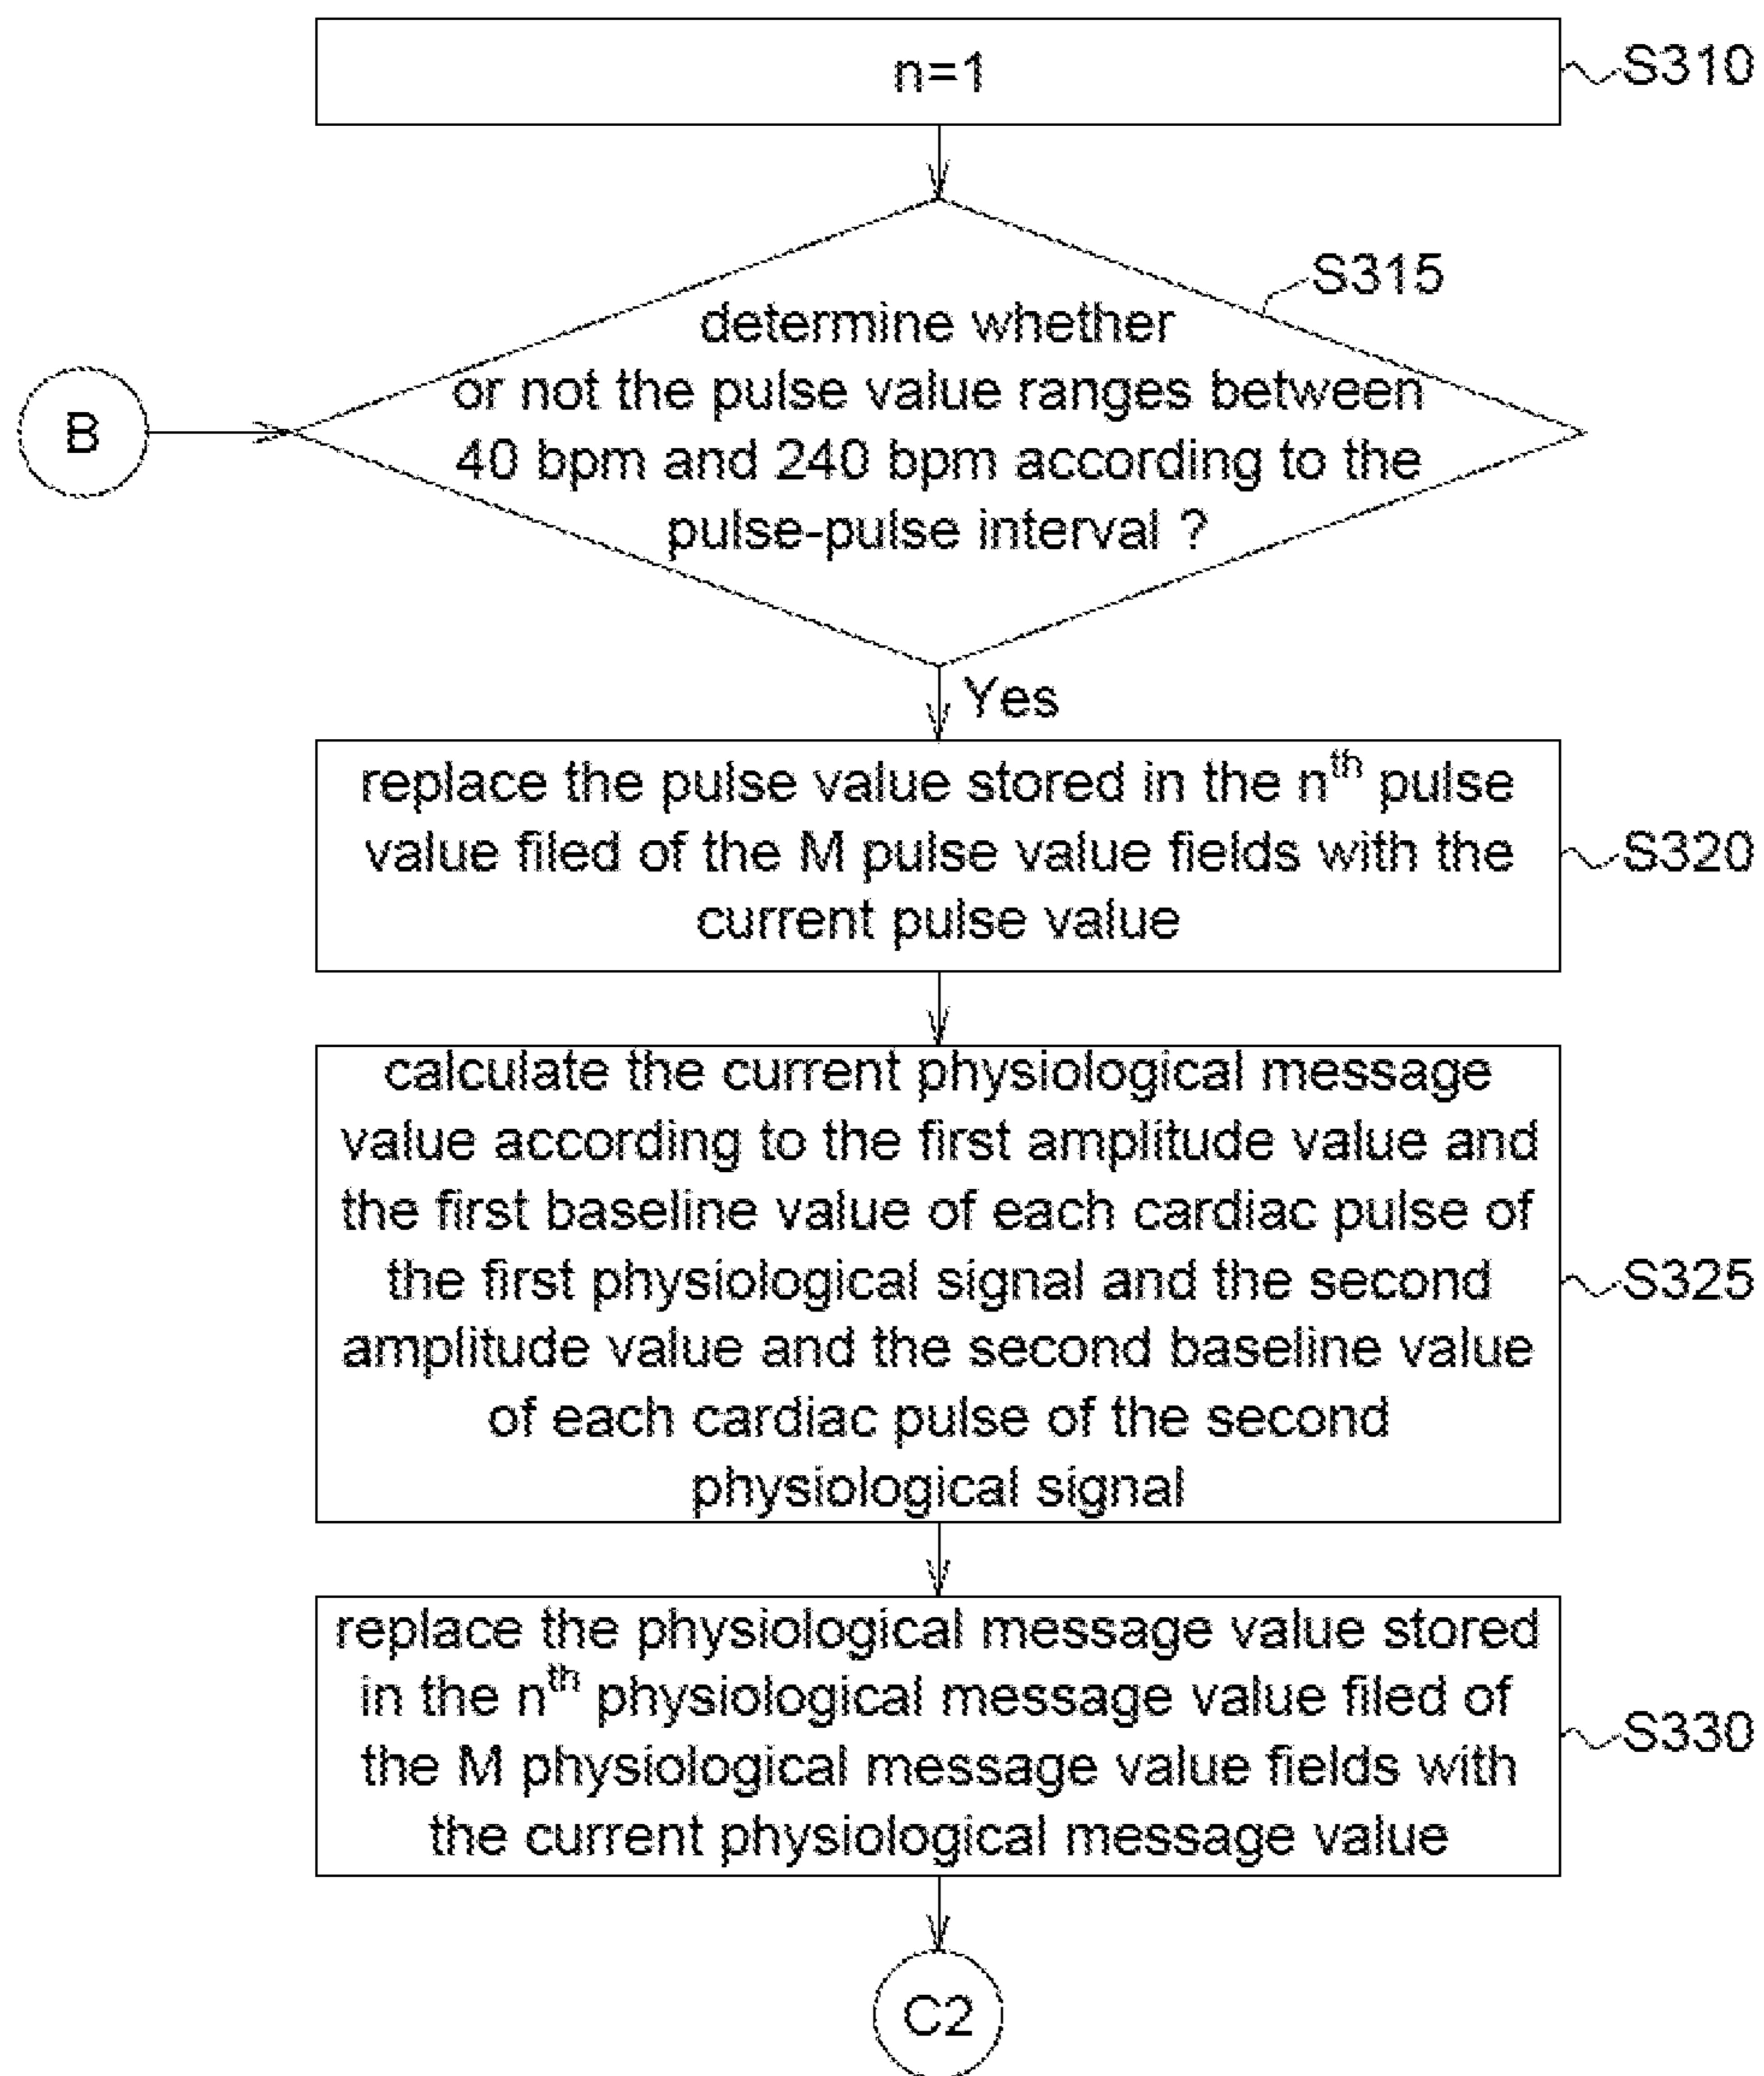 n=1
S310
S315
determine whether
or not the pulse value ranges between
40 bpm and 240 bpm according to the
pulse-pulse interval ?
B
Yes
replace the pulse value stored in the nth pulse
value filed of the M pulse value fields with the
current pulse value
S320
calculate the current physiological message
value according to the first amplitude value and
the first baseline value of each cardiac pulse of
the first physiological signal and the second
amplitude value and the second baseline value
of each cardiac pulse of the second
physiological signal
S325
replace the physiological message value stored
in the nth physiological message value filed of
the M physiological message value fields with
the current physiological message value
S330
C2